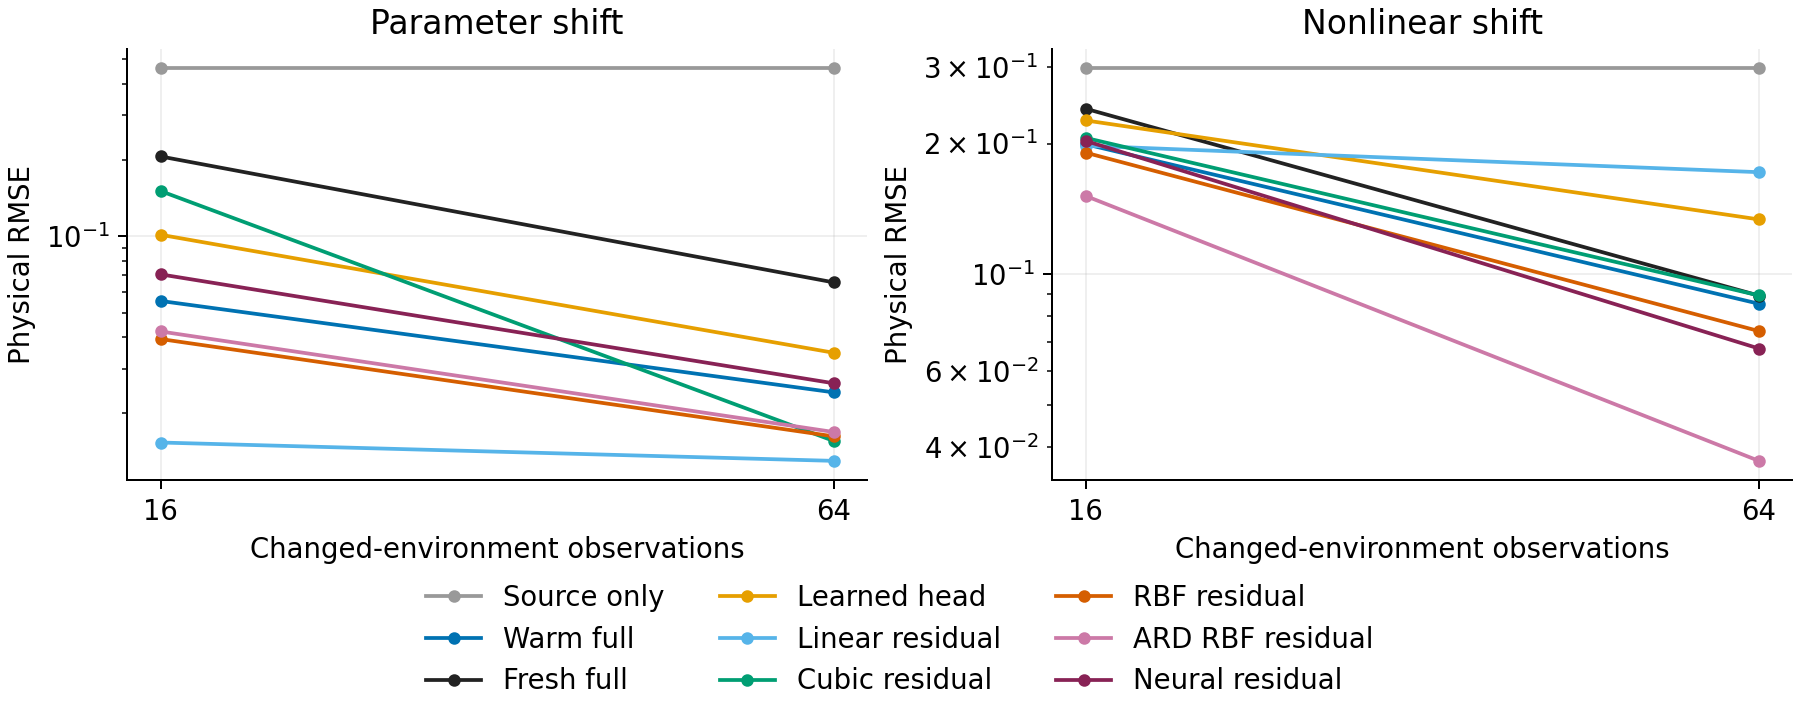 Parameter shift
Nonlinear shift
Physical RMSE
10⁻¹
16
64
Changed-environment observations
Physical RMSE
3 × 10⁻¹
2 × 10⁻¹
10⁻¹
6 × 10⁻²
4 × 10⁻²
16
64
Changed-environment observations
Source only
Warm full
Fresh full
Learned head
Linear residual
Cubic residual
RBF residual
ARD RBF residual
Neural residual